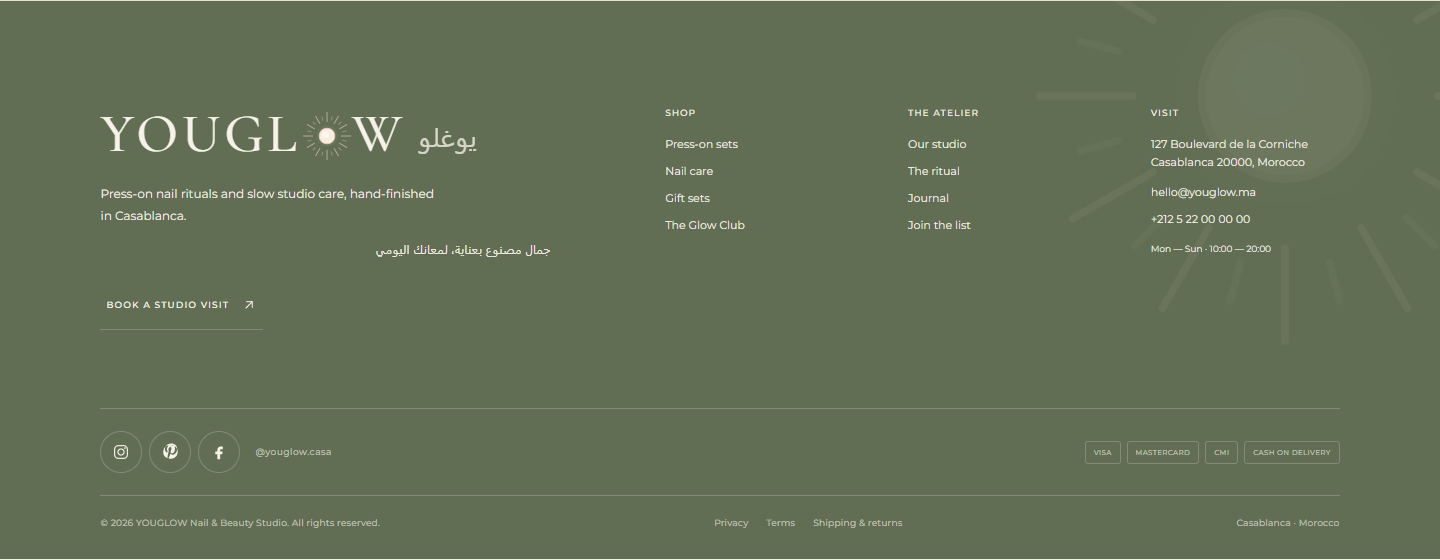 YOUGLOW يوغلو
Press-on nail rituals and slow studio care, hand-finished
in Casablanca.
جمال مصنوع بعناية، لمعانك اليومي
BOOK A STUDIO VISIT
SHOP
Press-on sets
Nail care
Gift sets
The Glow Club
THE ATELIER
Our studio
The ritual
Journal
Join the list
VISIT
127 Boulevard de la Corniche
Casablanca 20000, Morocco
hello@youglow.ma
+212 5 22 00 00 00
Mon — Sun · 10:00 — 20:00
@youglow.casa
VISA
MASTERCARD
CMI
CASH ON DELIVERY
© 2026 YOUGLOW Nail & Beauty Studio. All rights reserved.
Privacy
Terms
Shipping & returns
Casablanca · Morocco